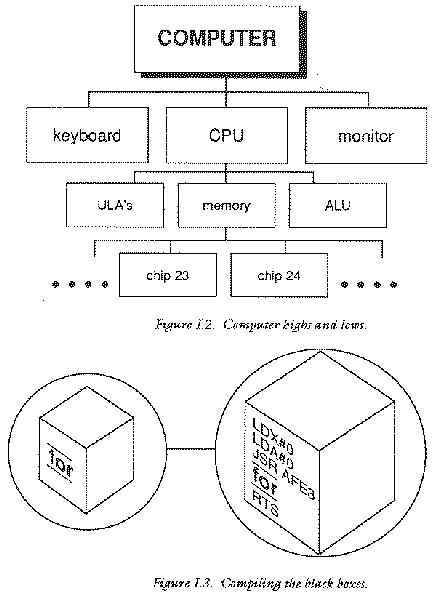 COMPUTER
keyboard CPU monitor
ULA's memory ALU
chip 23 chip 24
Figure 1.2. Computer highs and lows.
for
LDX#0
LDA#0
JSR AFE3
for
RTS
Figure 1.3. Compiling the black boxes.